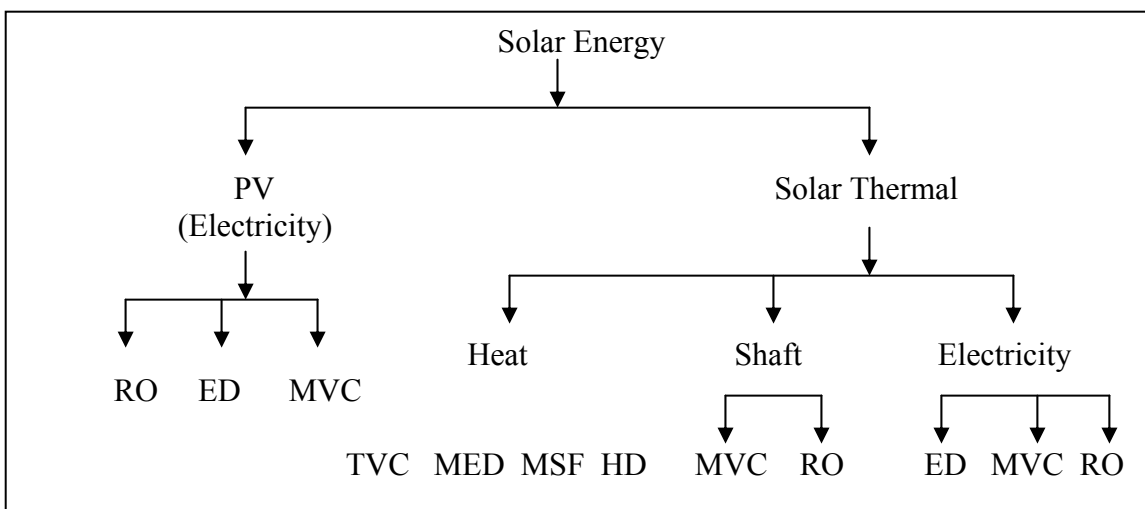 Solar Energy
PV
(Electricity)
Solar Thermal
Heat Shaft Electricity
RO ED MVC
TVC MED MSF HD MVC RO ED MVC RO